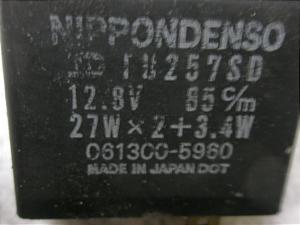 NIPPONDENSO
FU257SD
12.8V 85c/m
27W×2+3.4W
061300-5960
MADE IN JAPAN DOT